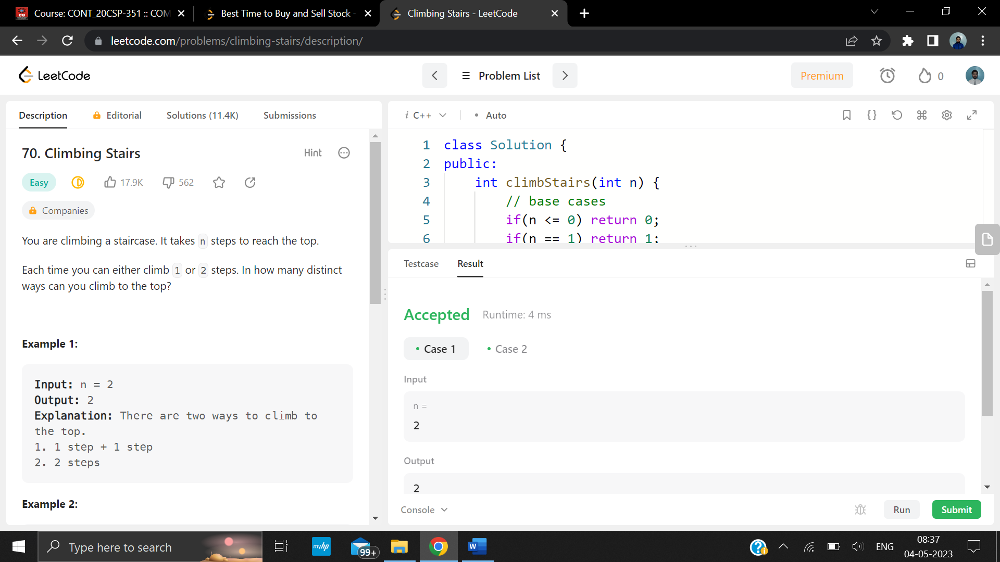 Course: CONT_20CSP-351 :: COM
Best Time to Buy and Sell Stock -
Climbing Stairs - LeetCode
leetcode.com/problems/climbing-stairs/description/
LeetCode
Problem List
Premium
0
Description
Editorial
Solutions (11.4K)
Submissions
70. Climbing Stairs
Hint
Easy
17.9K
562
Companies
You are climbing a staircase. It takes n steps to reach the top.
Each time you can either climb 1 or 2 steps. In how many distinct
ways can you climb to the top?
Example 1:
Input: n = 2
Output: 2
Explanation: There are two ways to climb to
the top.
1. 1 step + 1 step
2. 2 steps
Example 2:
i C++
• Auto
1 class Solution {
2 public:
3 int climbStairs(int n) {
4 // base cases
5 if(n <= 0) return 0;
6 if(n == 1) return 1;
Testcase
Result
Accepted
Runtime: 4 ms
• Case 1
• Case 2
Input
n =
2
Output
2
Console
Run
Submit
Type here to search
myhp
99+
W
ENG
08:37
04-05-2023